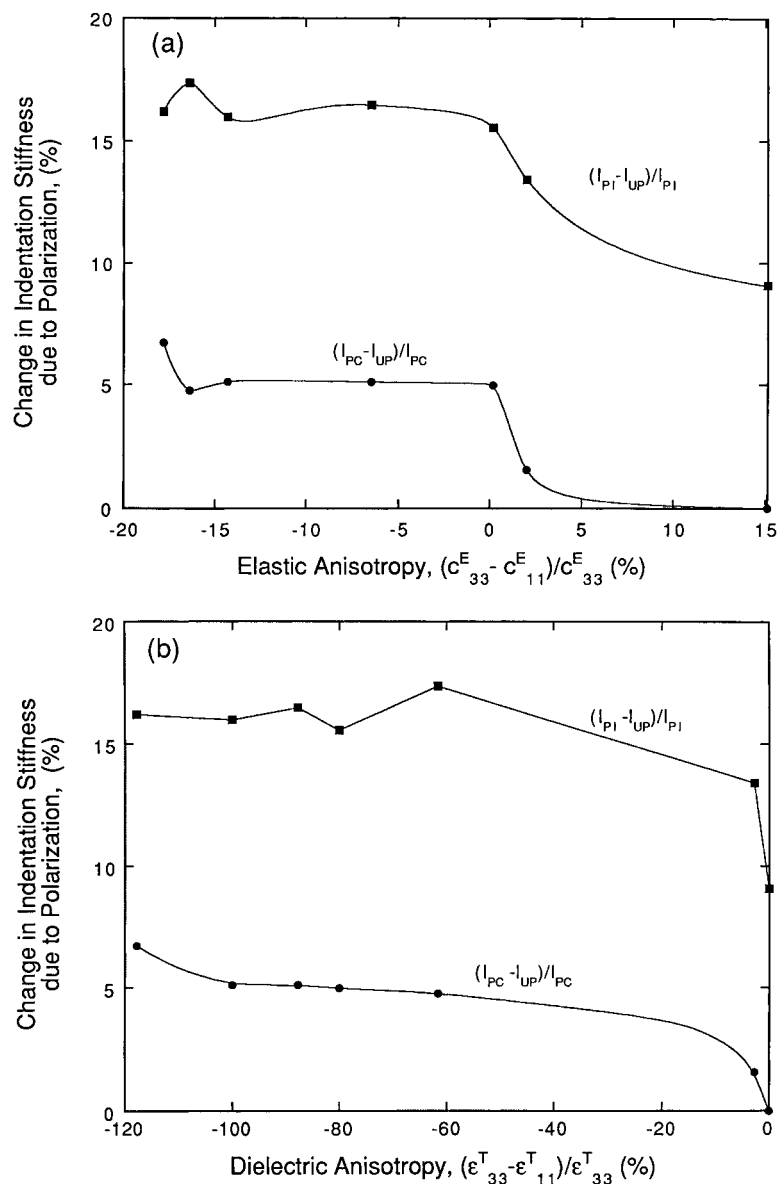 (a)
20
15
10
5
0
Change in Indentation Stiffness
due to Polarization, (%)
(I_PI-I_UP)/I_PI
(I_PC-I_UP)/I_PC
-20 -15 -10 -5 0 5 10 15
Elastic Anisotropy, (c^E_33- c^E_11)/c^E_33 (%)
(b)
20
15
10
5
0
Change in Indentation Stiffness
due to Polarization, (%)
(I_PI -I_UP)/I_PI
(I_PC -I_UP)/I_PC
-120 -100 -80 -60 -40 -20 0
Dielectric Anisotropy, (ε^T_33-ε^T_11)/ε^T_33 (%)